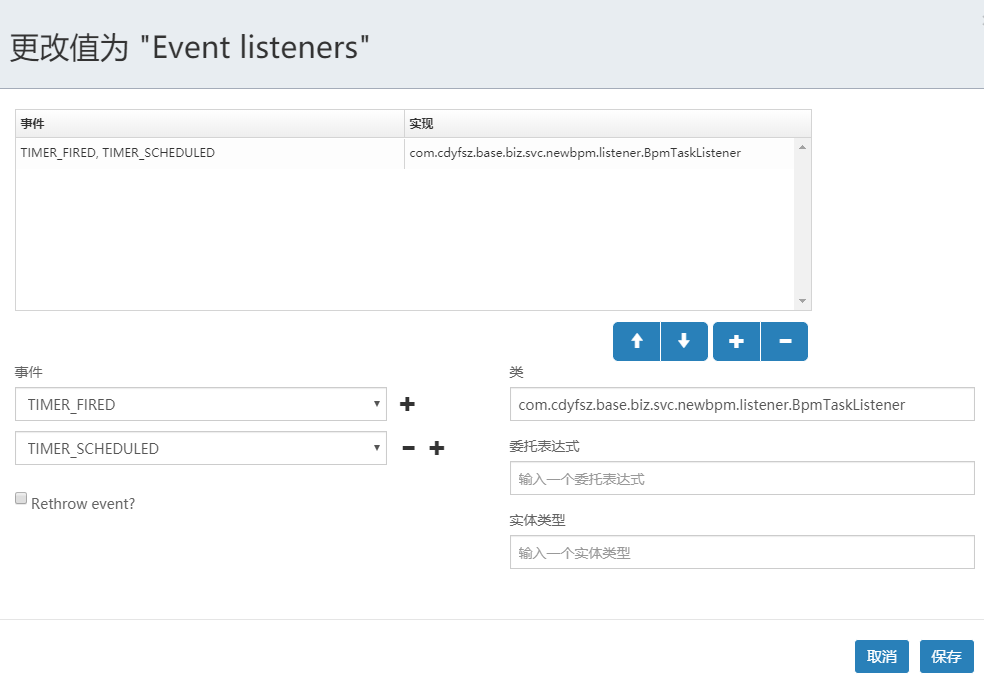 更改值为 "Event listeners"
事件 实现
TIMER_FIRED, TIMER_SCHEDULED com.cdyfsz.base.biz.svc.newbpm.listener.BpmTaskListener
事件 类
TIMER_FIRED com.cdyfsz.base.biz.svc.newbpm.listener.BpmTaskListener
委托表达式
TIMER_SCHEDULED
输入一个委托表达式
Rethrow event?
实体类型
输入一个实体类型
取消 保存